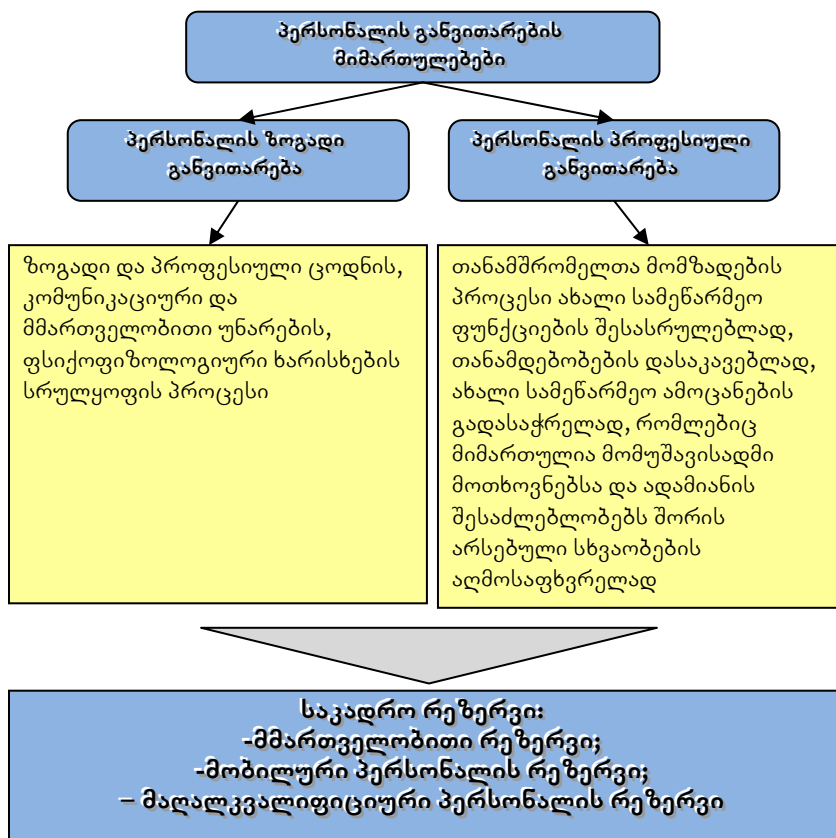 პერსონალის განვითარების
მიმართულებები
პერსონალის ზოგადი
განვითარება
პერსონალის პროფესიული
განვითარება
ზოგადი და პროფესიული ცოდნის,
კომუნიკაციური და
მმართველობითი უნარების,
ფსიქოფიზოლოგიური ხარისხების
სრულყოფის პროცესი
თანამშრომელთა მომზადების
პროცესი ახალი სამეწარმეო
ფუნქციების შესასრულებლად,
თანამდებობების დასაკავებლად,
ახალი სამეწარმეო ამოცანების
გადასაჭრელად, რომლებიც
მიმართულია მომუშავისადმი
მოთხოვნებსა და ადამიანის
შესაძლებლობებს შორის
არსებული სხვაობების
აღმოსაფხვრელად
საკადრო რეზერვი:
-მმართველობითი რეზერვი;
-მობილური პერსონალის რეზერვი;
– მაღალკვალიფიციური პერსონალის რეზერვი